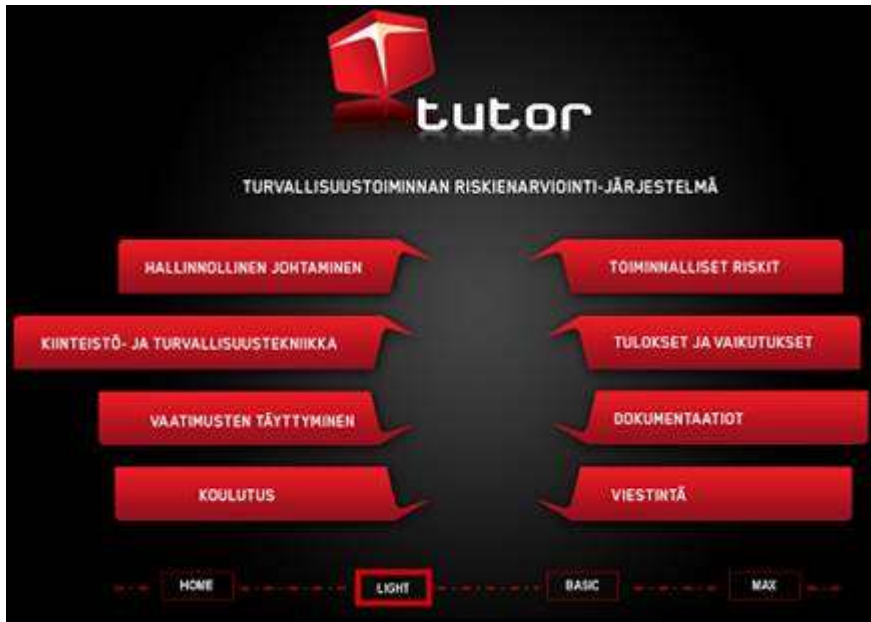 tutor
TURVALLISUUSTOIMINNAN RISKIENARVIOINTI-JÄRJESTELMÄ
HALLINNOLLINEN JOHTAMINEN
TOIMINNALLISET RISKIT
KIINTEISTÖ- JA TURVALLISUUSTEKNIIKKA
TULOKSET JA VAIKUTUKSET
VAATIMUSTEN TÄYTTYMINEN
DOKUMENTAATIOT
KOULUTUS
VIESTINTÄ
HOME
LIGHT
BASIC
MAX